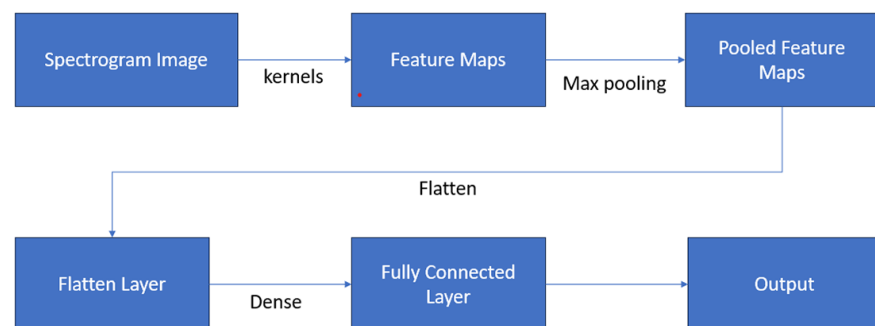 Spectrogram Image
kernels
Feature Maps
Max pooling
Pooled Feature
Maps
Flatten
Flatten Layer
Dense
Fully Connected
Layer
Output